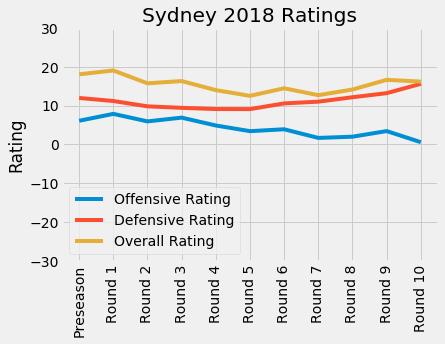 Sydney 2018 Ratings
Rating
30
20
10
0
−10
−20
−30
Offensive Rating
Defensive Rating
Overall Rating
Preseason
Round 1
Round 2
Round 3
Round 4
Round 5
Round 6
Round 7
Round 8
Round 9
Round 10